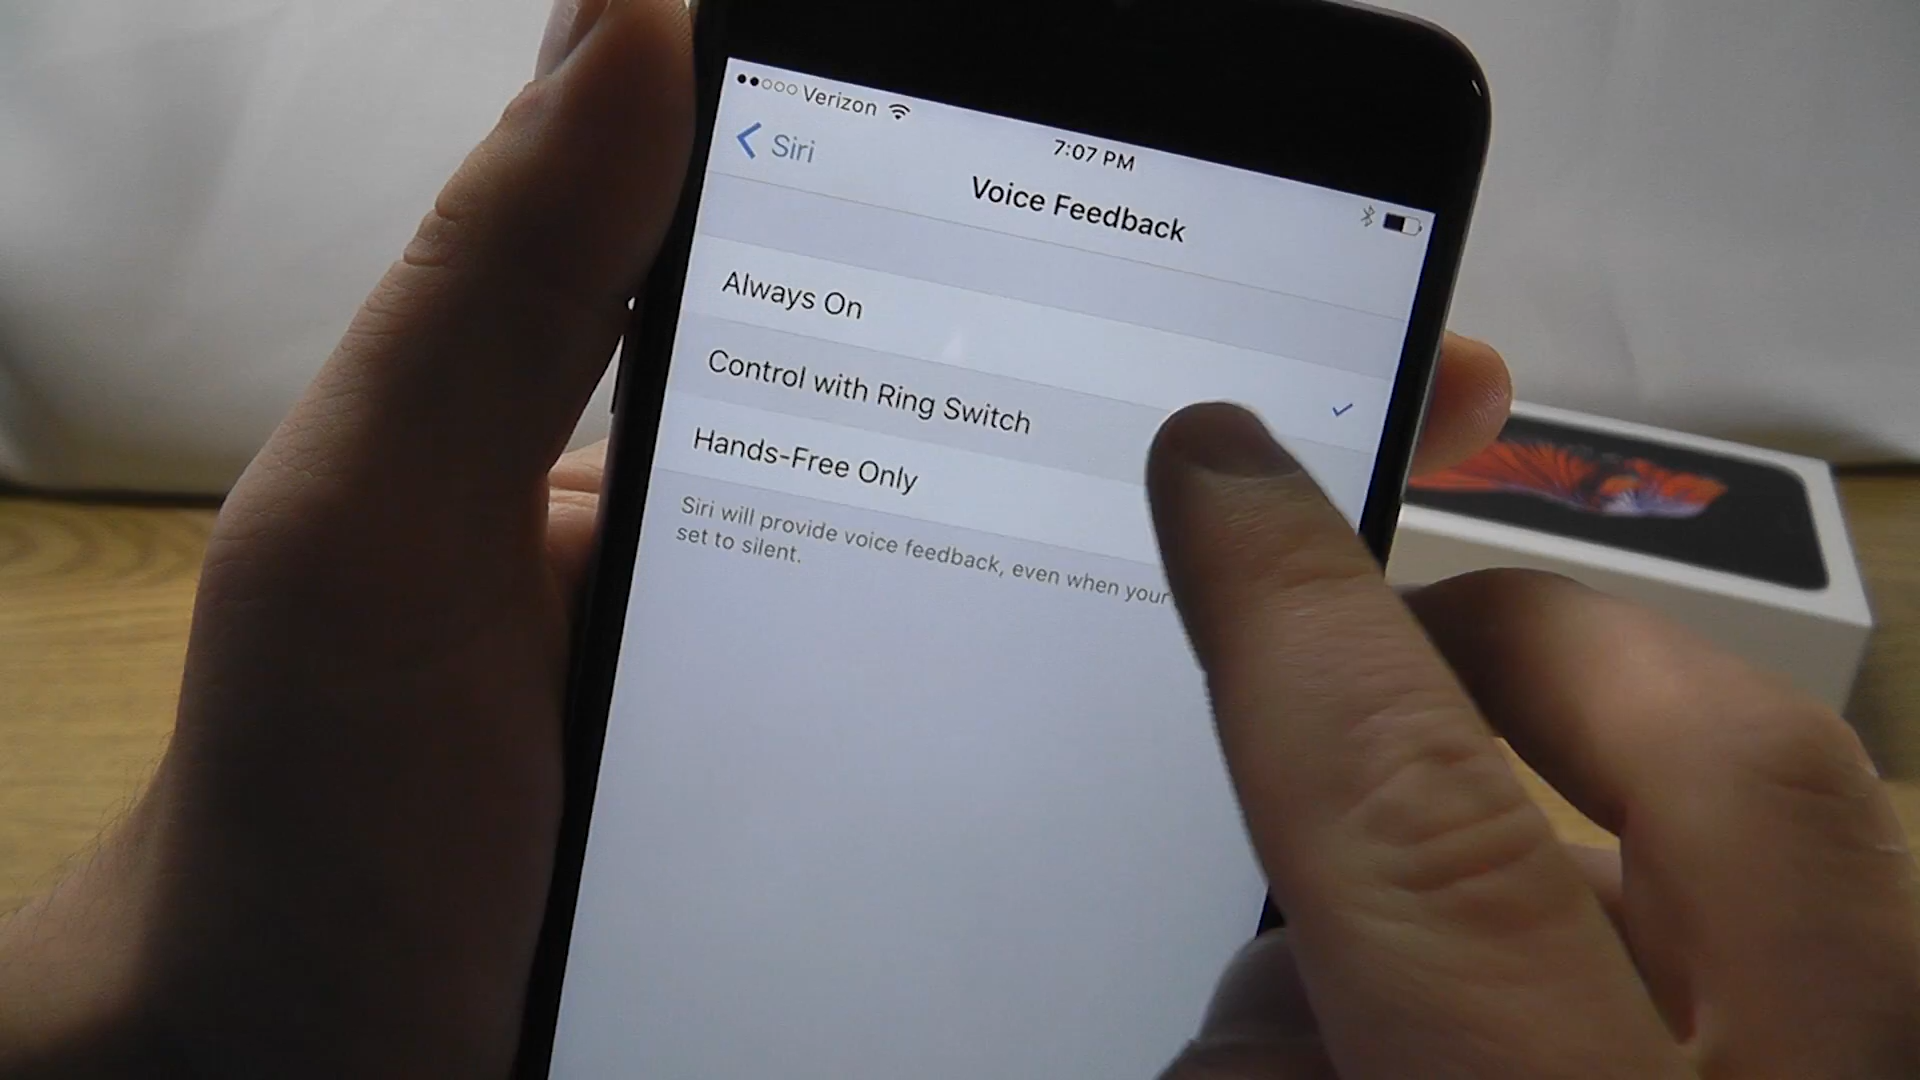 Verizon
7:07 PM
Siri
Voice Feedback
Always On
Control with Ring Switch
Hands-Free Only
Siri will provide voice feedback, even when your
set to silent.